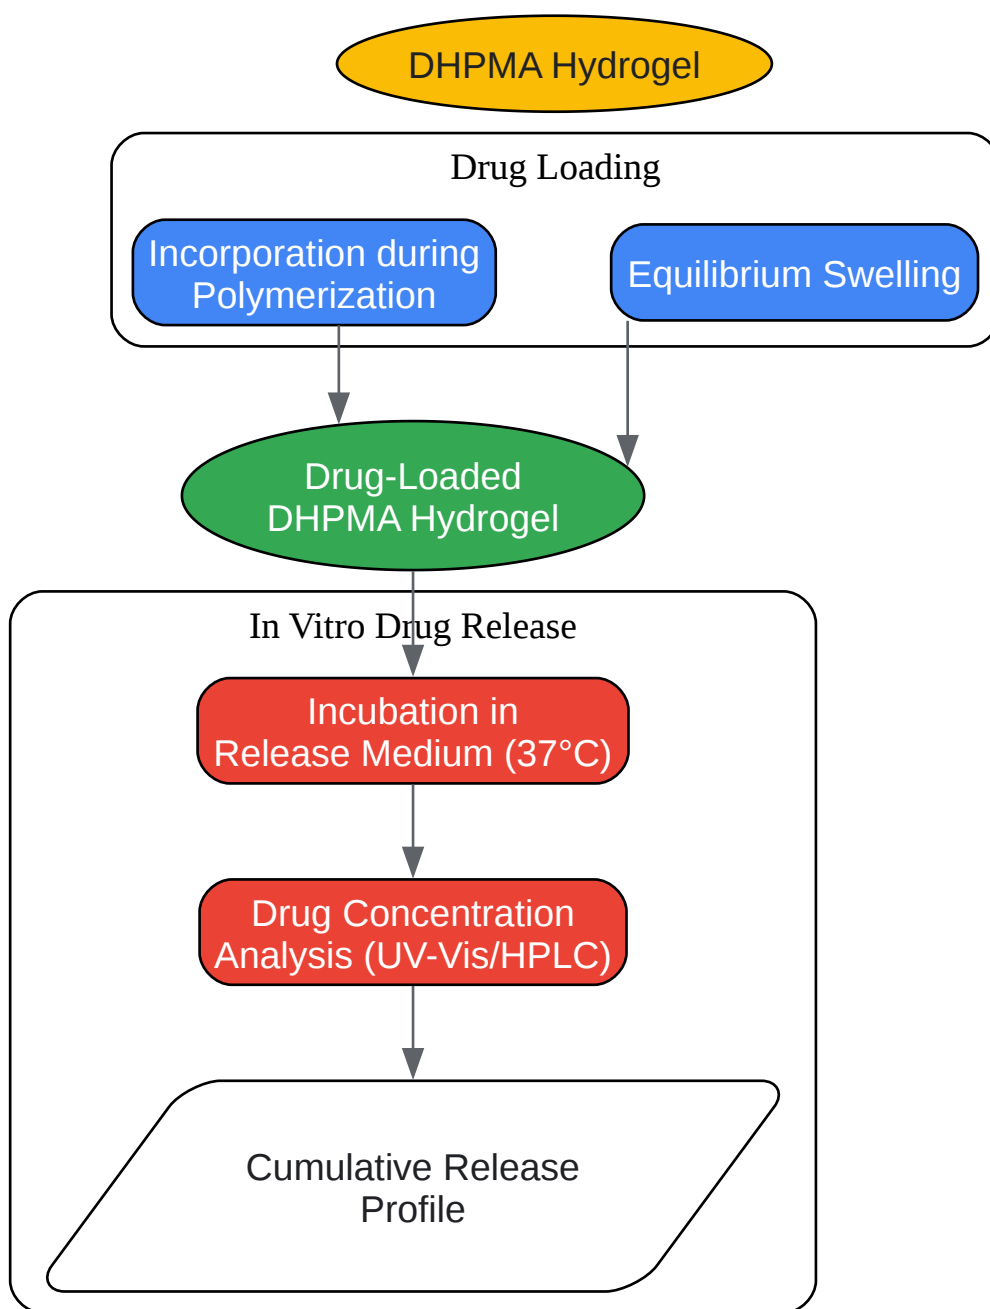 DHPMA Hydrogel
Drug Loading
Incorporation during
Polymerization
Equilibrium Swelling
Drug-Loaded
DHPMA Hydrogel
In Vitro Drug Release
Incubation in
Release Medium (37°C)
Drug Concentration
Analysis (UV-Vis/HPLC)
Cumulative Release
Profile